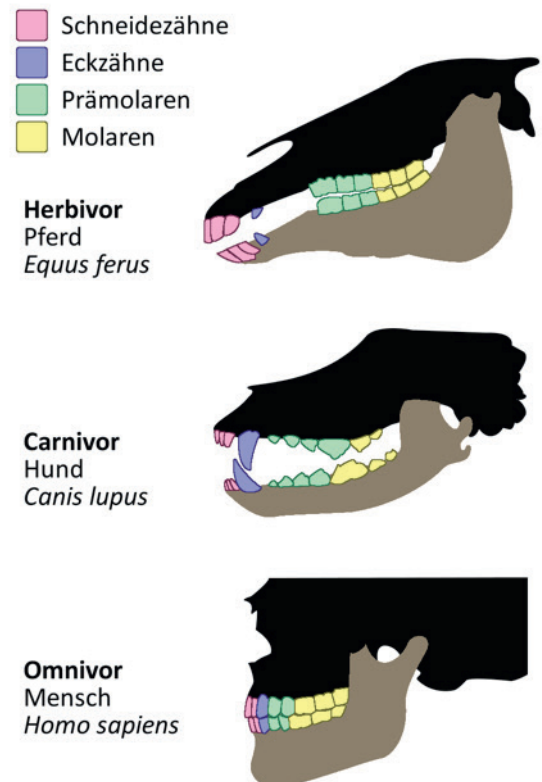 Schneidezähne
Eckzähne
Prämolaren
Molaren
Herbivor
Pferd
Equus ferus
Carnivor
Hund
Canis lupus
Omnivor
Mensch
Homo sapiens